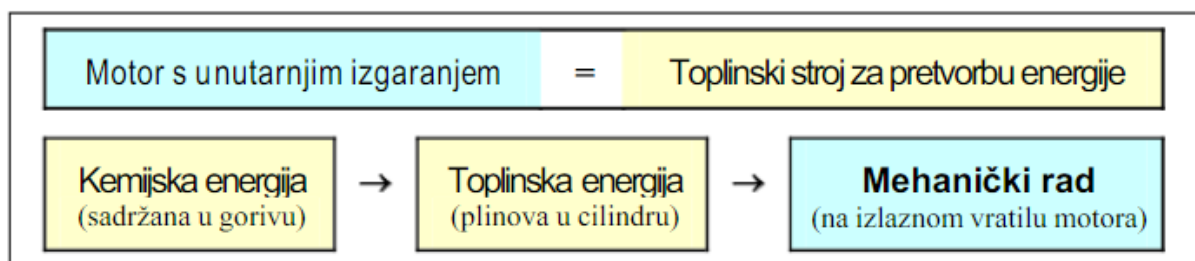 Motor s unutarnjim izgaranjem = Toplinski stroj za pretvorbu energije
Kemijska energija → Toplinska energija → Mehanički rad
(sadržana u gorivu) (plinova u cilindru) (na izlaznom vratilu motora)